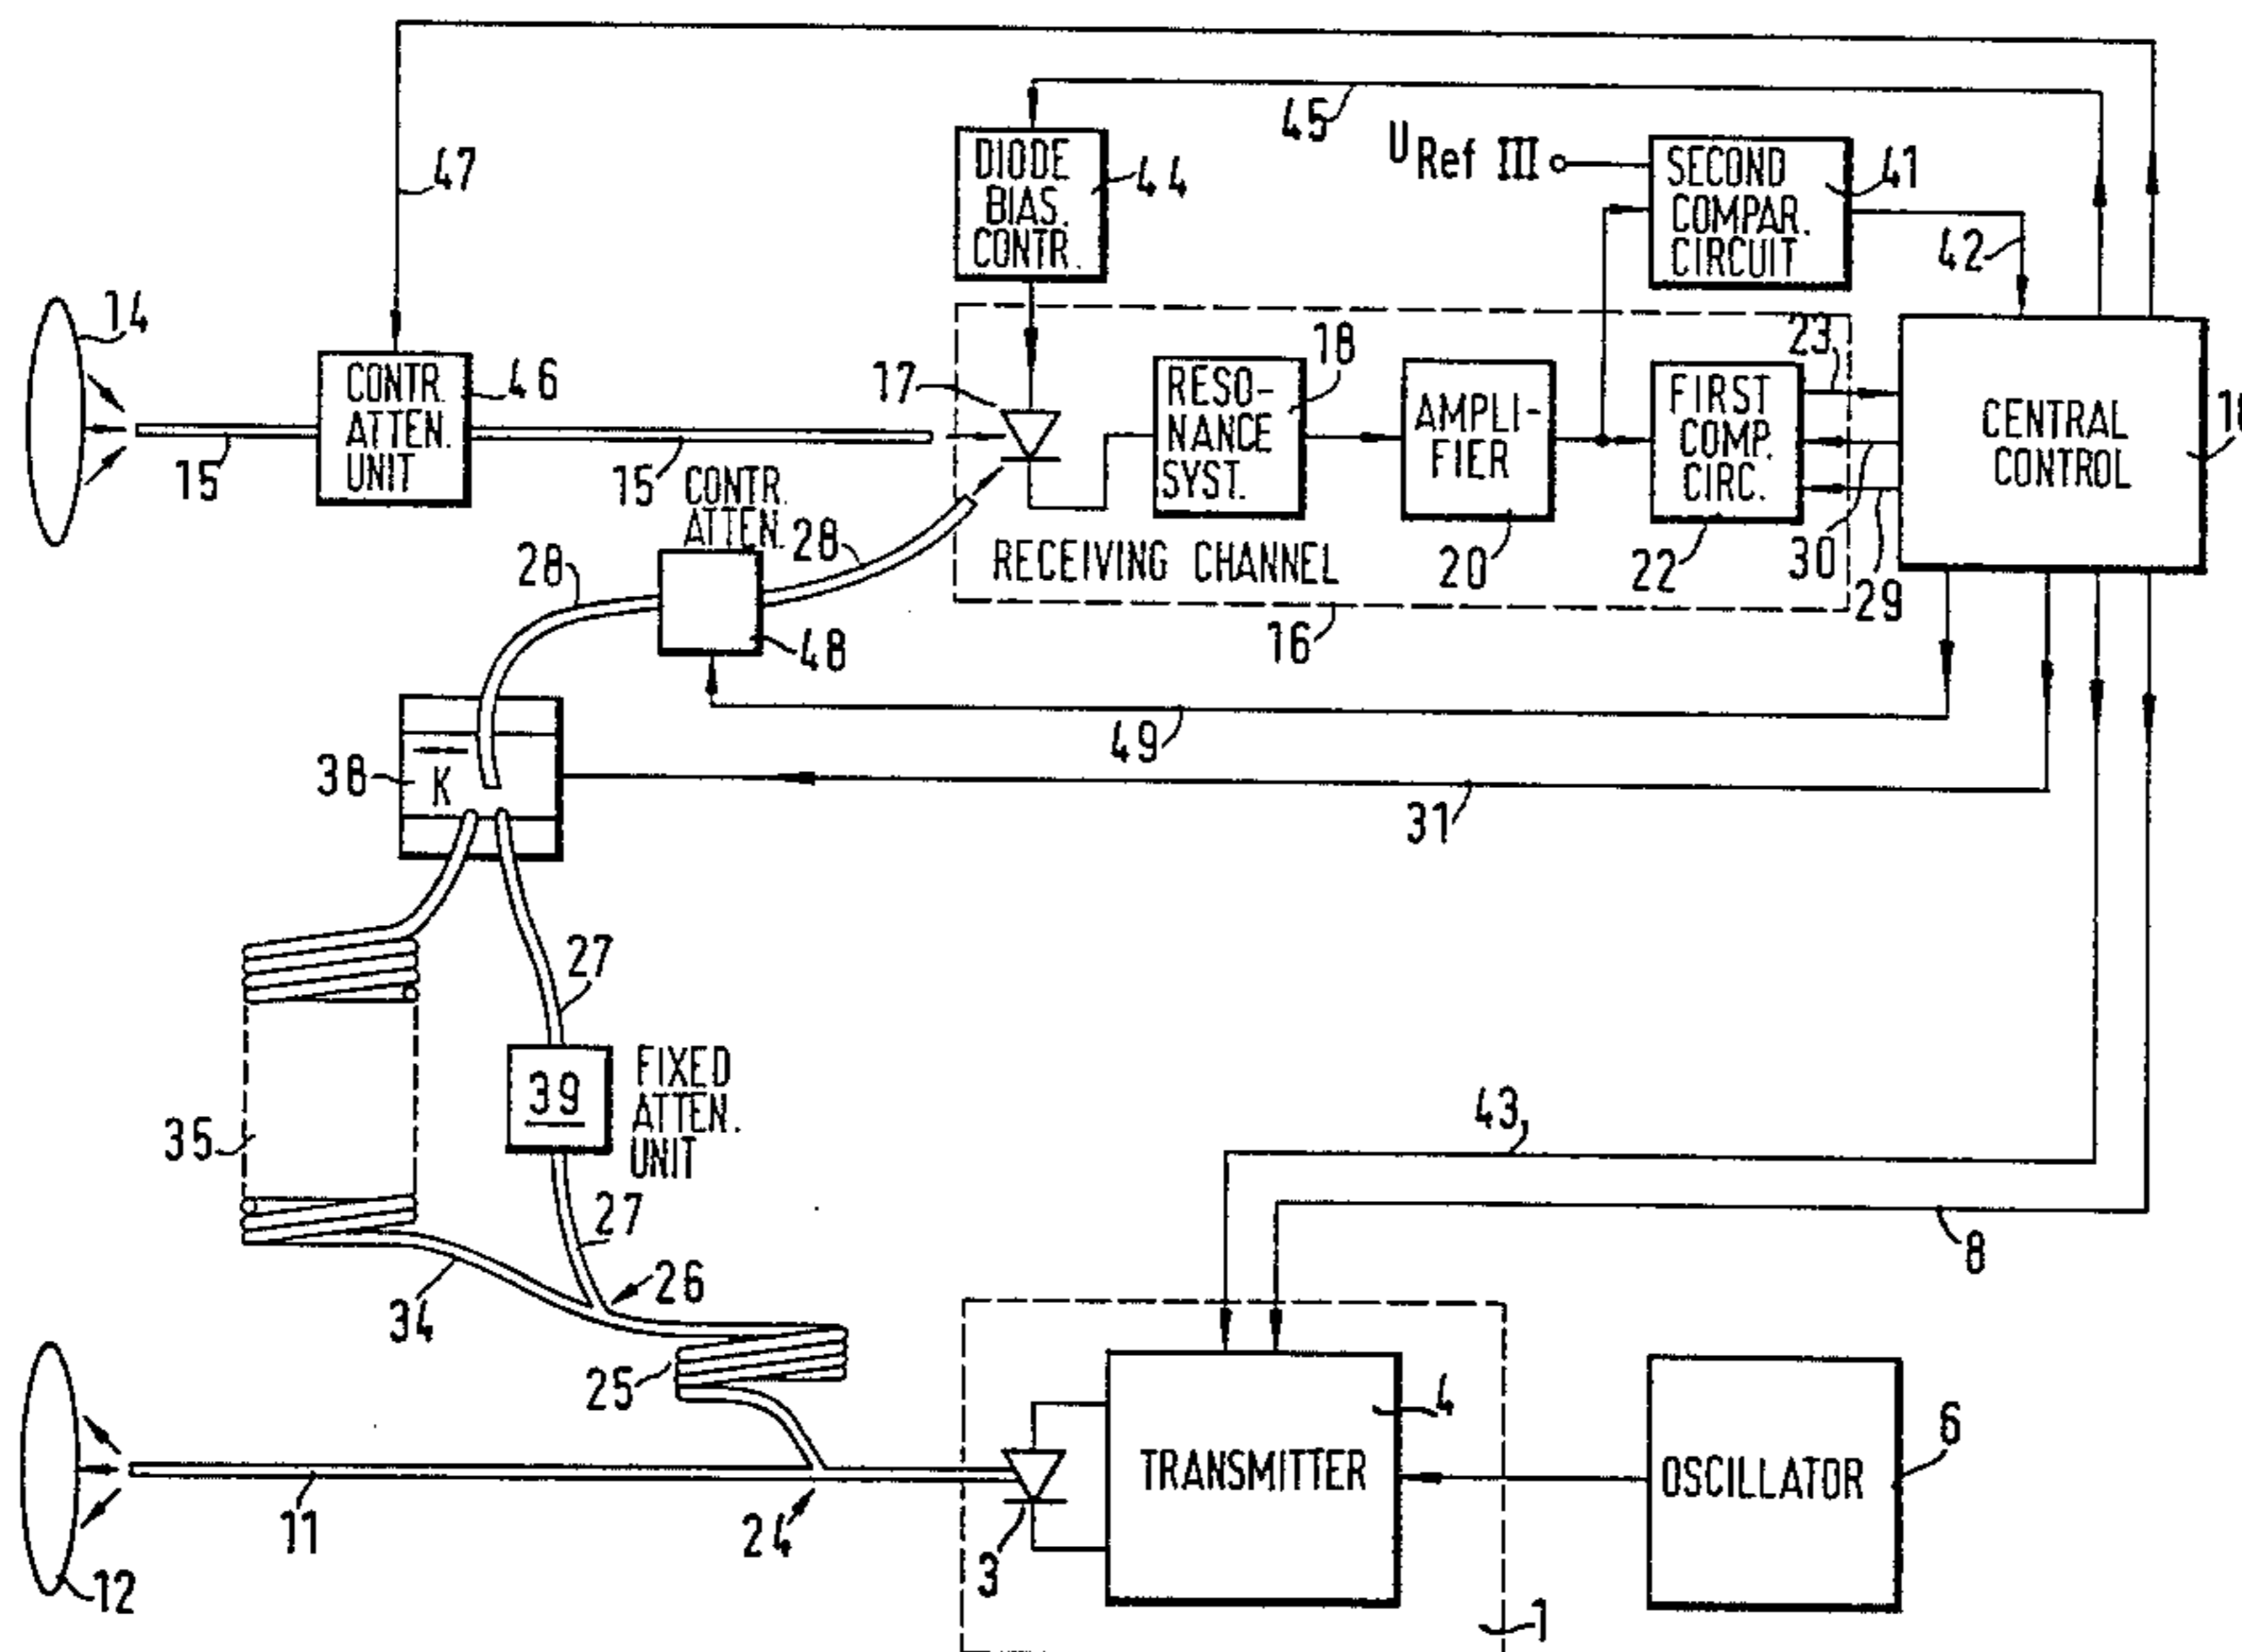 47
45
U Ref III
DIODE
BIAS.
CONTR.
44
SECOND
COMPAR.
CIRCUIT
41
42
14
CONTR.
ATTEN.
UNIT
46
15
15
17
RESO-
NANCE
SYST.
18
AMPLI-
FIER
20
FIRST
COMP.
CIRC.
22
23
30
29
CENTRAL
CONTROL
CONTR.
ATTEN.
28
28
48
RECEIVING CHANNEL
16
49
38
K
31
27
39
FIXED
ATTEN.
UNIT
35
27
26
34
25
43
8
4
TRANSMITTER
OSCILLATOR
6
11
24
3
12
1